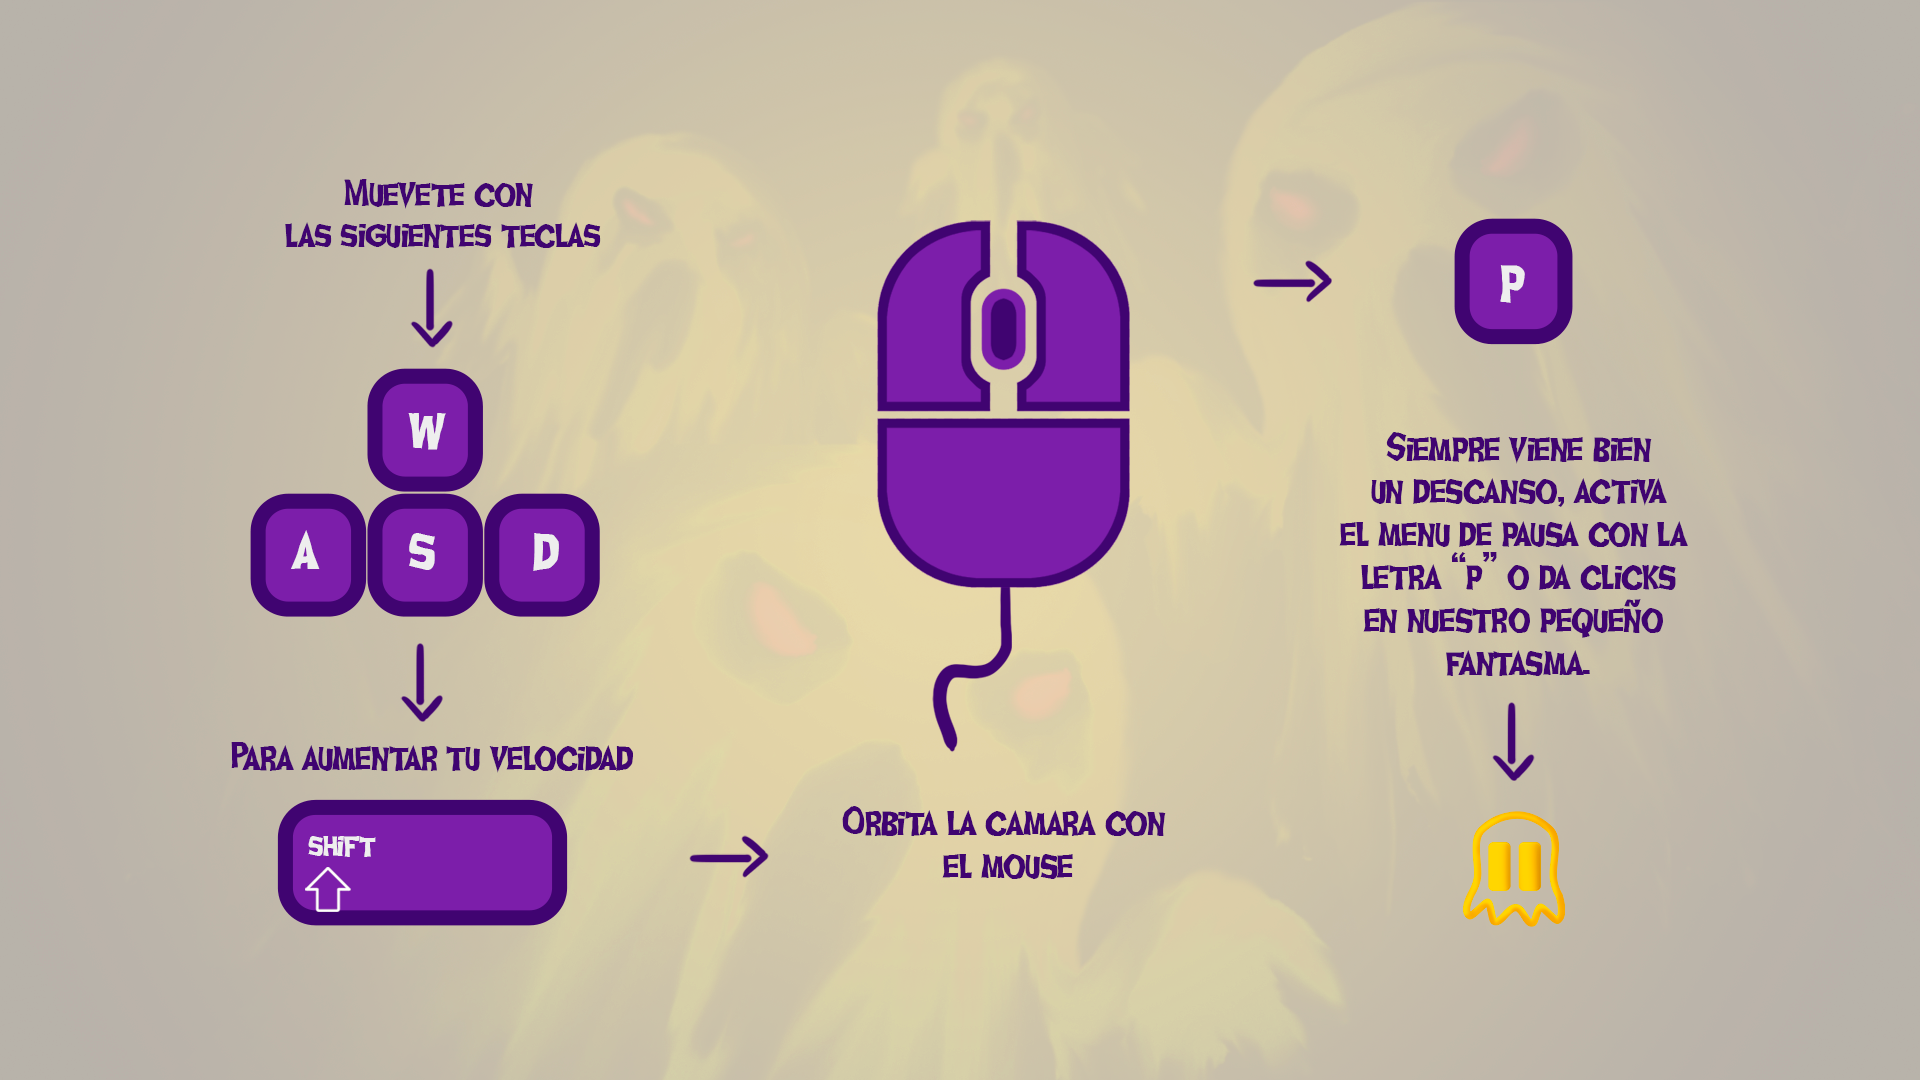 Muevete con
las siguientes teclas
W
A S D
Para aumentar tu velocidad
SHIFT
Orbita la camara con
el mouse
P
Siempre viene bien
un descanso, activa
el menu de pausa con la
letra “P” o da clicks
en nuestro pequeño
fantasma.